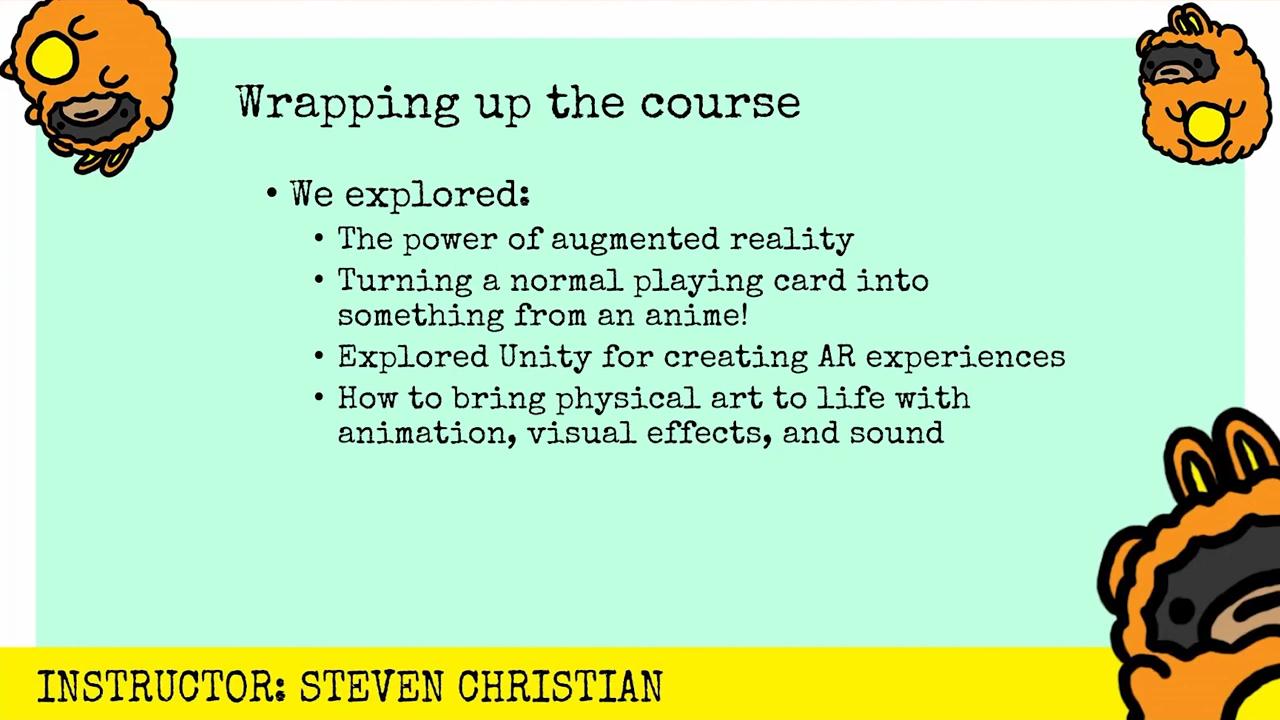 Wrapping up the course
• We explored:
• The power of augmented reality
• Turning a normal playing card into
something from an anime!
• Explored Unity for creating AR experiences
• How to bring physical art to life with
animation, visual effects, and sound
INSTRUCTOR: STEVEN CHRISTIAN